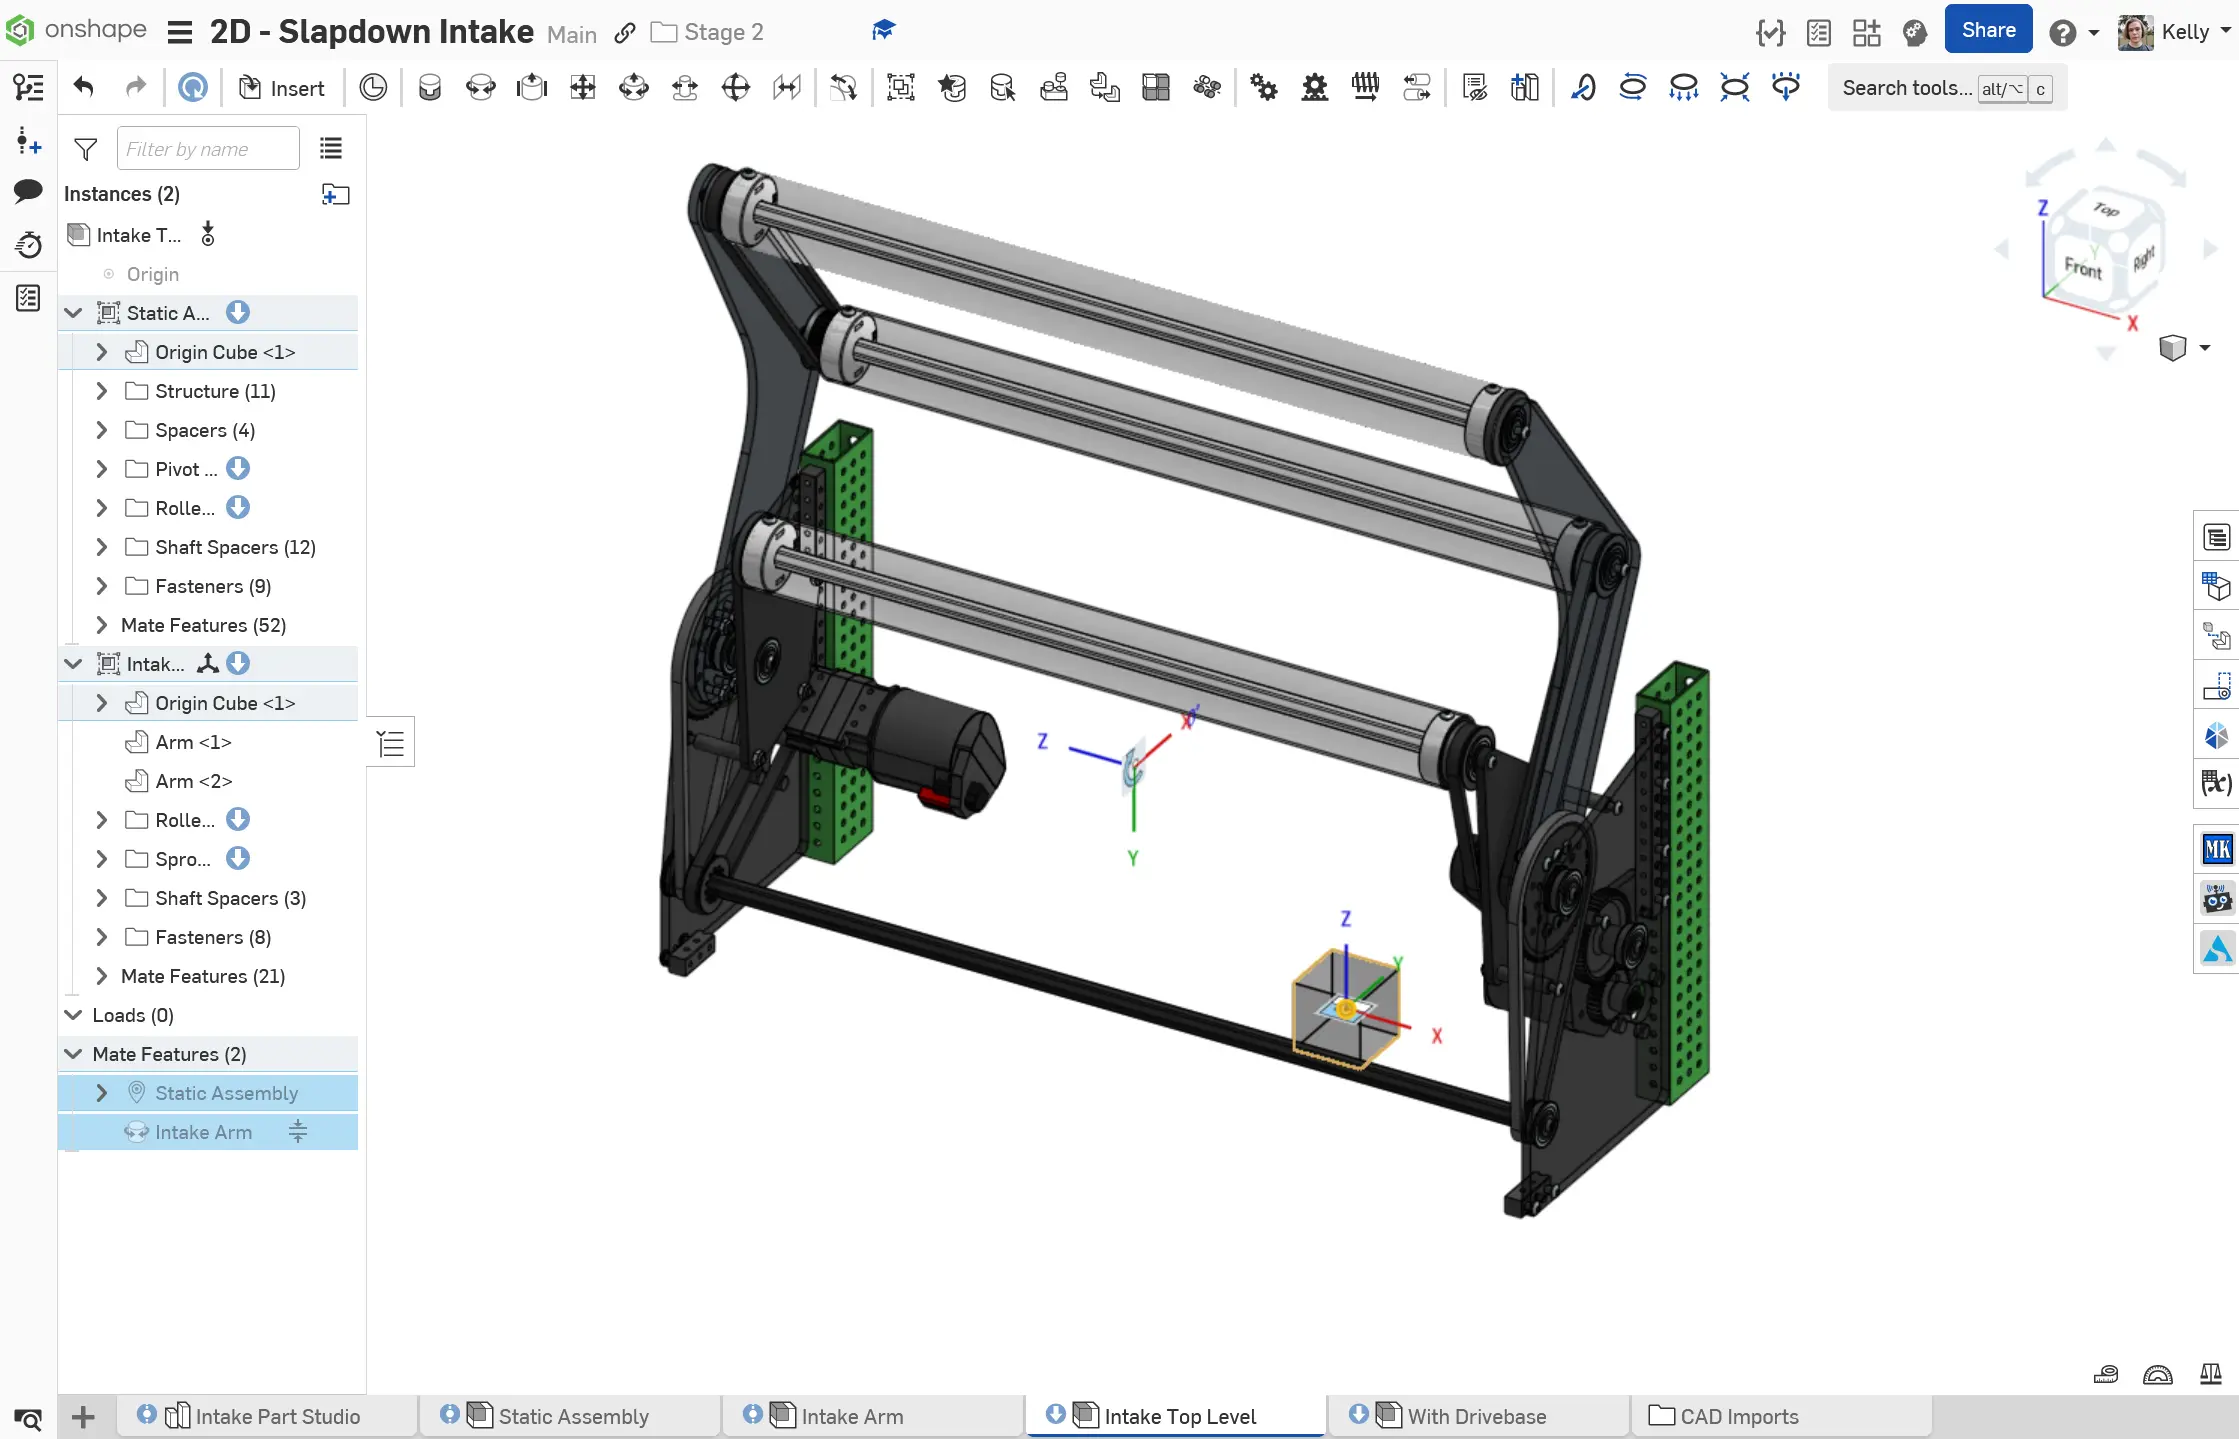 onshape 2D - Slapdown Intake Main Stage 2 Share Kelly
Insert Search tools... alt/⌥ c
Filter by name
Instances (2)
Intake T...
Origin
Static A...
Origin Cube <1>
Structure (11)
Spacers (4)
Pivot ...
Rolle...
Shaft Spacers (12)
Fasteners (9)
Mate Features (52)
Intak...
Origin Cube <1>
Arm <1>
Arm <2>
Rolle...
Spro...
Shaft Spacers (3)
Fasteners (8)
Mate Features (21)
Loads (0)
Mate Features (2)
Static Assembly
Intake Arm
Z
X
Y
Z
Y
X
Z
Top
Y
Front
Right
X
MK
Intake Part Studio Static Assembly Intake Arm Intake Top Level With Drivebase CAD Imports